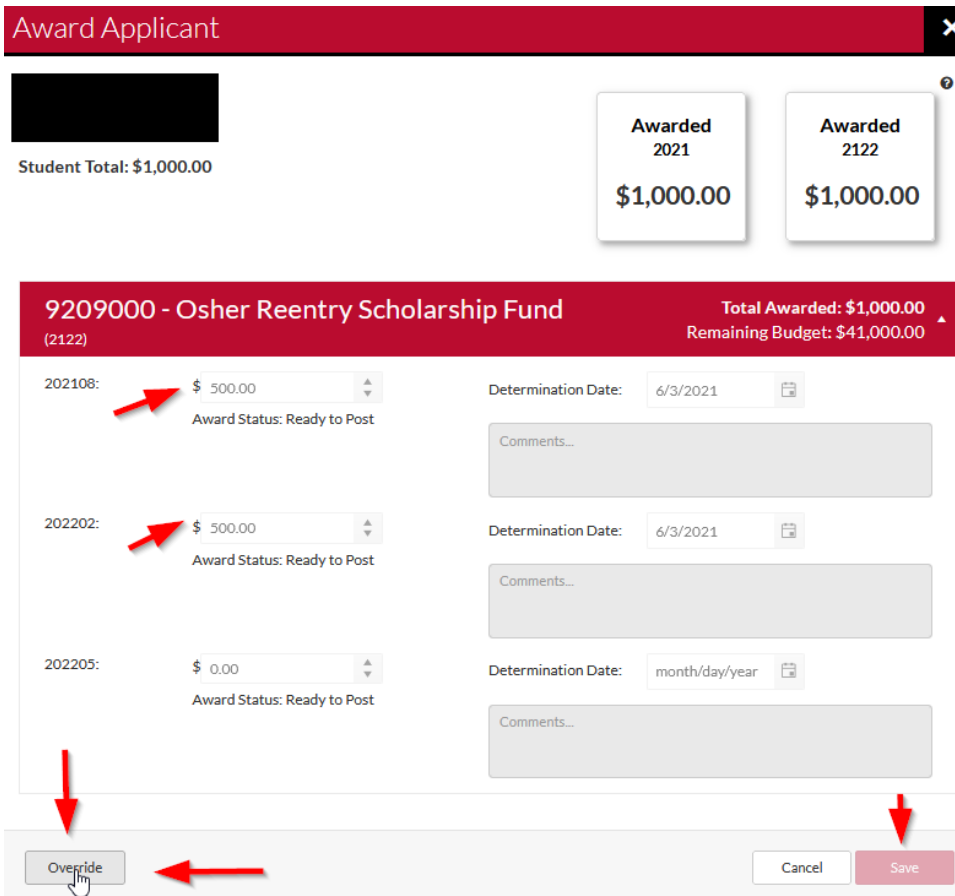 Award Applicant
Student Total: $1,000.00
Awarded
2021
$1,000.00
Awarded
2122
$1,000.00
9209000 - Osher Reentry Scholarship Fund
(2122)
Total Awarded: $1,000.00
Remaining Budget: $41,000.00
202108:
$ 500.00
Award Status: Ready to Post
Determination Date:
6/3/2021
Comments...
202202:
$ 500.00
Award Status: Ready to Post
Determination Date:
6/3/2021
Comments...
202205:
$ 0.00
Award Status: Ready to Post
Determination Date:
month/day/year
Comments...
Override
Cancel
Save